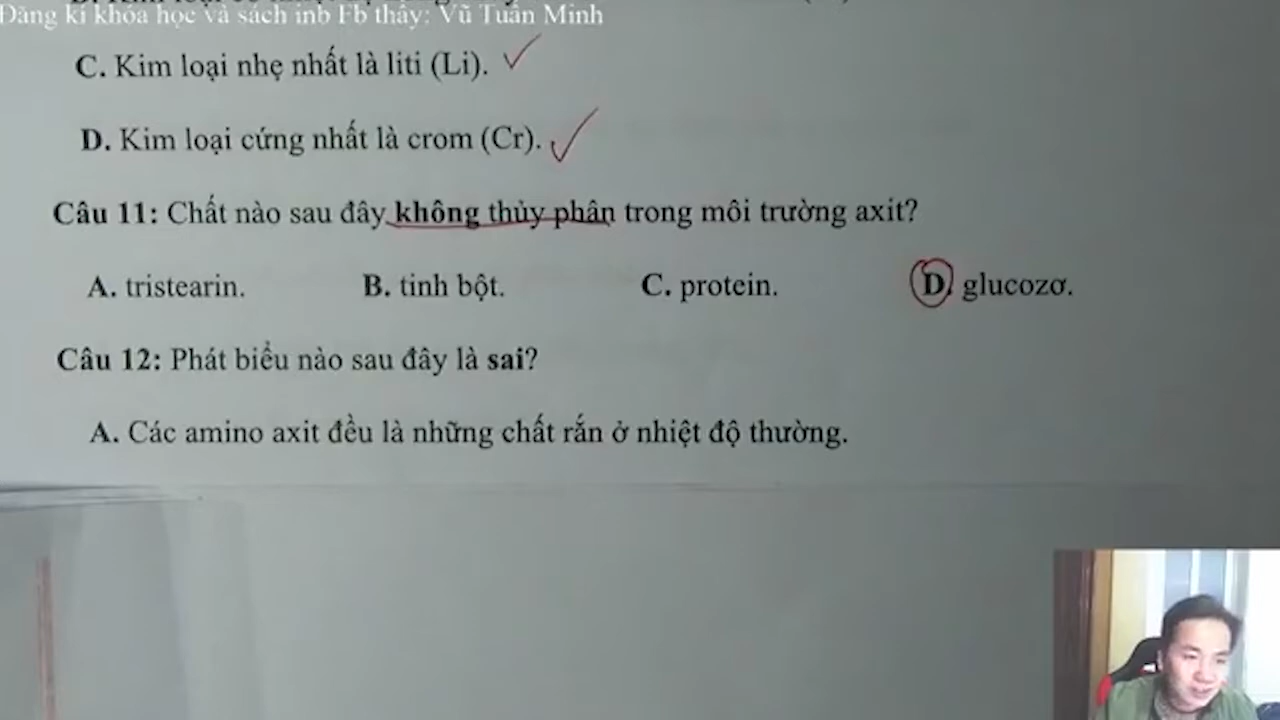 Đăng kí khóa học và sách inb Fb thầy: Vũ Tuấn Minh
C. Kim loại nhẹ nhất là liti (Li).
D. Kim loại cứng nhất là crom (Cr).
Câu 11: Chất nào sau đây không thủy phân trong môi trường axit?
A. tristearin. B. tinh bột. C. protein. D. glucozơ.
Câu 12: Phát biểu nào sau đây là sai?
A. Các amino axit đều là những chất rắn ở nhiệt độ thường.